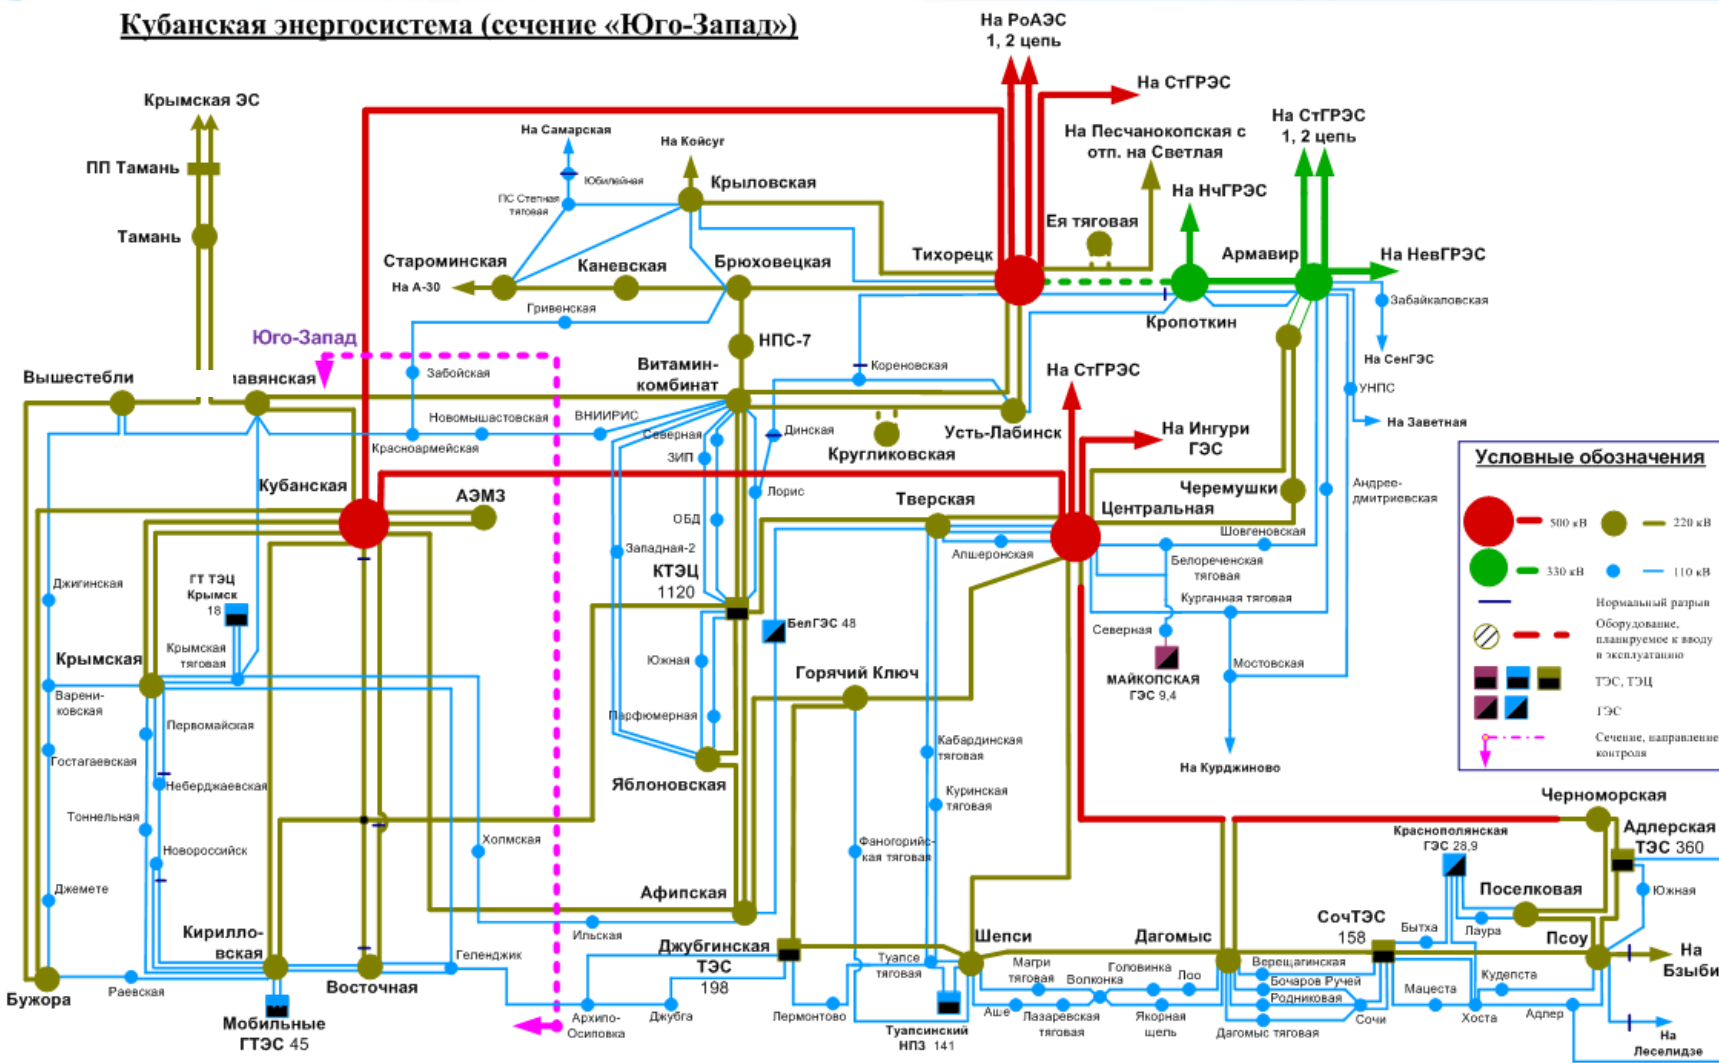 Кубанская энергосистема (сечение «Юго-Запад»)
На РоАЭС
1, 2 цепь
На СтГРЭС
Крымская ЭС
На СтГРЭС
1, 2 цепь
На Самарская
На Койсуг
На Песчанокопская с
отп. на Светлая
ПП Тамань
Юбилейная
Крыловская
На НчГРЭС
ПС Степная
тяговая
Тамань
Ея тяговая
Староминская
Каневская
Брюховецкая
Тихорецк
Армавир
На НевГРЭС
На А-30
Гривенская
Забайкаловская
Кропоткин
Юго-Запад
НПС-7
На СенГЭС
Вышестебли
лавянская
Забойская
Витамин-
комбинат
Кореновская
На СтГРЭС
УНПС
Новомышастовская
ВНИИРИС
Северная
Динская
Усть-Лабинск
На Ингури
ГЭС
На Заветная
Красноармейская
ЗИП
Кругликовская
Условные обозначения
Кубанская
АЭМЗ
Лорис
Тверская
Черемушки
Андрее-
дмитриевская
Центральная
500 кВ
220 кВ
ОБД
Шовгеновская
Западная-2
Апшеронская
Белореченская
тяговая
330 кВ
110 кВ
Джигинская
ГТ ТЭЦ
Крымск
18
КТЭЦ
1120
Курганная тяговая
Нормальный разрыв
БелГЭС 48
Северная
Оборудование,
планируемое к вводу
в эксплуатацию
Крымская
Крымская
тяговая
Южная
Горячий Ключ
Мостовская
МАЙКОПСКАЯ
ГЭС 9,4
ТЭС, ТЭЦ
Варени-
ковская
Первомайская
Парфюмерная
ГЭС
Кабардинская
тяговая
Сечение, направление
контроля
Гостагаевская
Неберджаевская
Яблоновская
На Курджиново
Куринская
тяговая
Черноморская
Тоннельная
Холмская
Краснополянская
ГЭС 28,9
Адлерская
ТЭС 360
Новороссийск
Фаногорийс-
кая тяговая
Джемете
Афипская
Поселковая
Южная
Кирилло-
вская
Ильская
СочТЭС
158
Бытха
Лаура
Геленджик
Джубгинская
ТЭС
198
Туапсе
тяговая
Шепси
Дагомыс
Псоу
На
Бзыби
Магри
тяговая
Волконка
Головинка
Лоо
Верещагинская
Бочаров Ручей
Родниковая
Кудепста
Мацеста
Бужора
Раевская
Восточная
Архипо-
Осиповка
Джубга
Лермонтово
Аше
Лазаревская
тяговая
Якорная
щель
Дагомыс тяговая
Сочи
Хоста
Адлер
Мобильные
ГТЭС 45
Туапсинский
НПЗ 141
На
Леселидзе